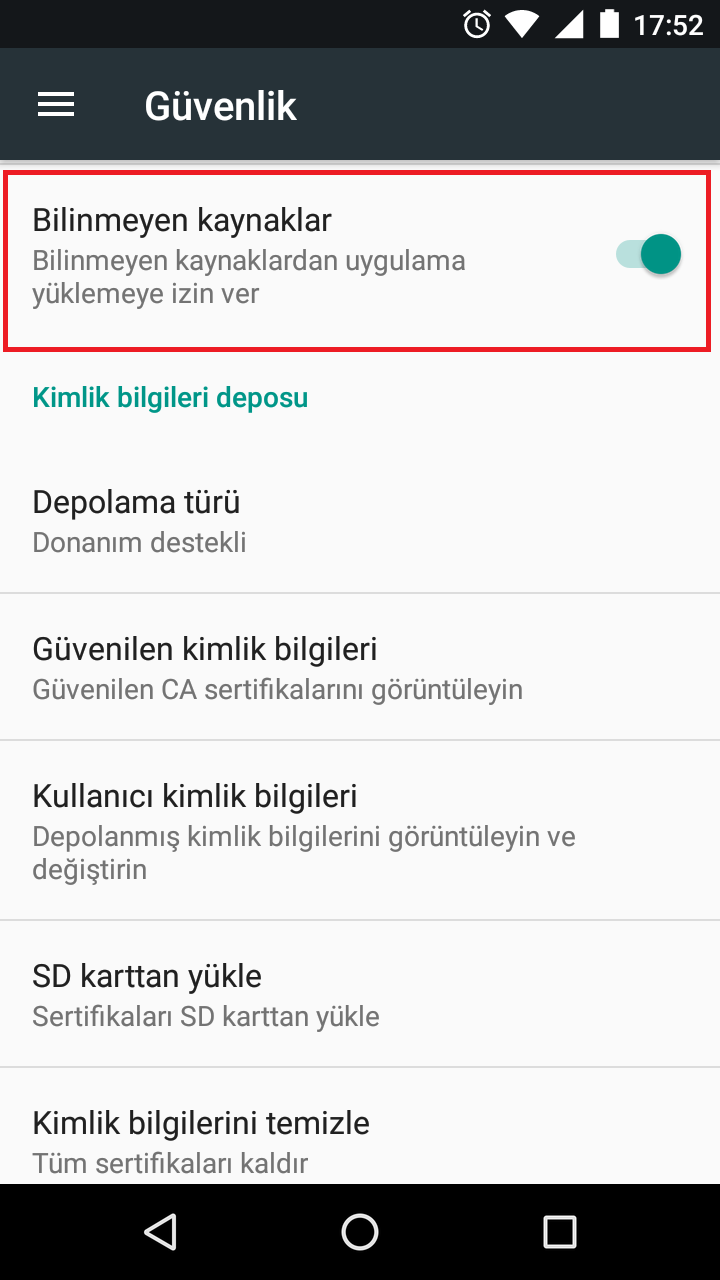 17:52
Güvenlik
Bilinmeyen kaynaklar
Bilinmeyen kaynaklardan uygulama
yüklemeye izin ver
Kimlik bilgileri deposu
Depolama türü
Donanım destekli
Güvenilen kimlik bilgileri
Güvenilen CA sertifikalarını görüntüleyin
Kullanıcı kimlik bilgileri
Depolanmış kimlik bilgilerini görüntüleyin ve
değiştirin
SD karttan yükle
Sertifikaları SD karttan yükle
Kimlik bilgilerini temizle
Tüm sertifikaları kaldır